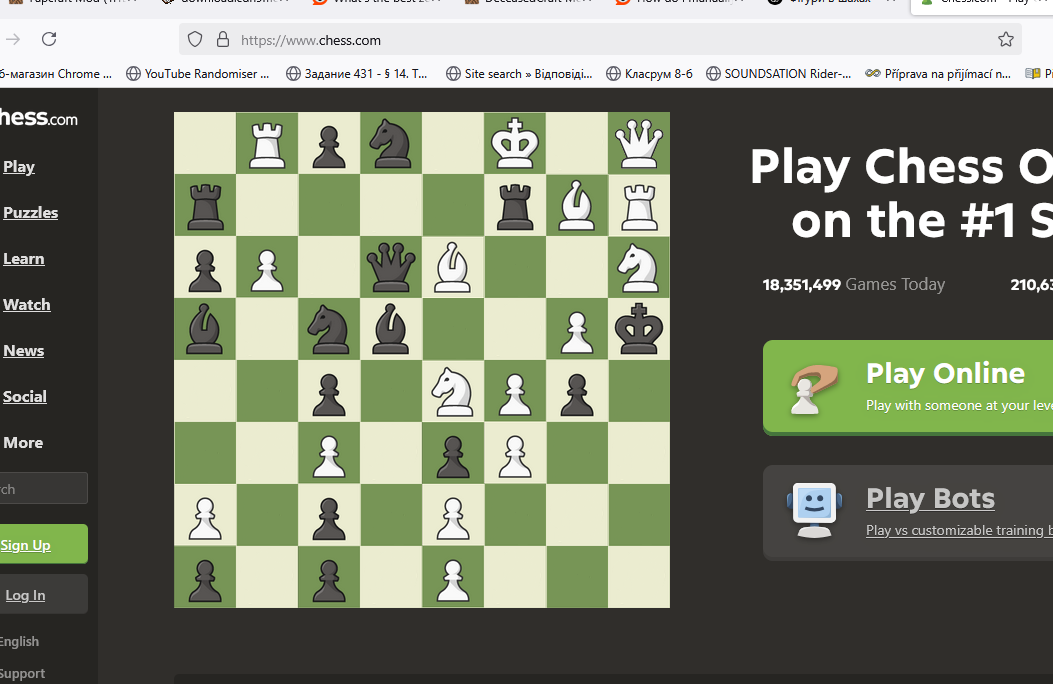 https://www.chess.com
YouTube Randomiser ...
Задание 431 - § 14. Т...
Site search » Відповіді...
Класрум 8-б
SOUNDSATION Rider-...
Příprava na přijímací n...
б-магазин Chrome ...
hess.com
Play
Puzzles
Learn
Watch
News
Social
More
rch
Sign Up
Log In
English
Support
Play Chess O
on the #1 S
18,351,499 Games Today
210,63
Play Online
Play with someone at your leve
Play Bots
Play vs customizable training b